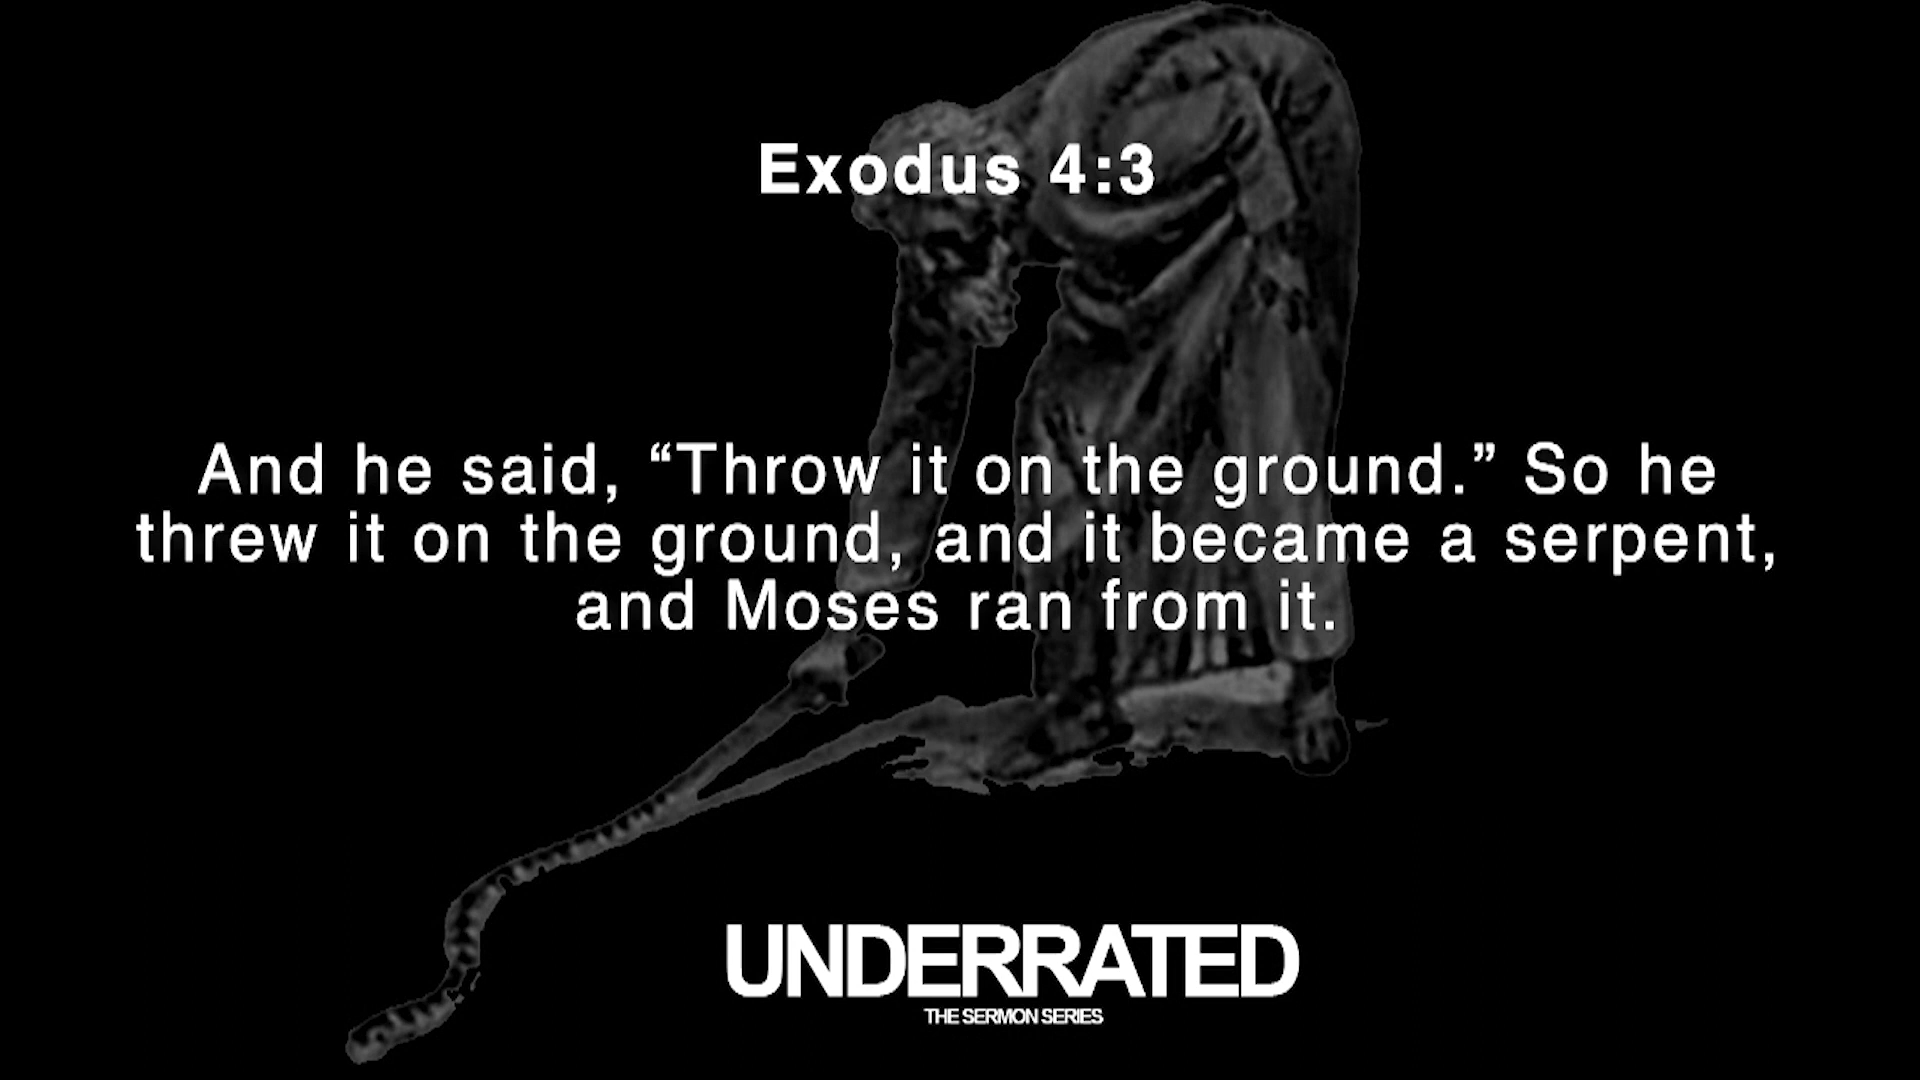 Exodus 4:3
And he said, “Throw it on the ground.” So he
threw it on the ground, and it became a serpent,
and Moses ran from it.
UNDERRATED
THE SERMON SERIES